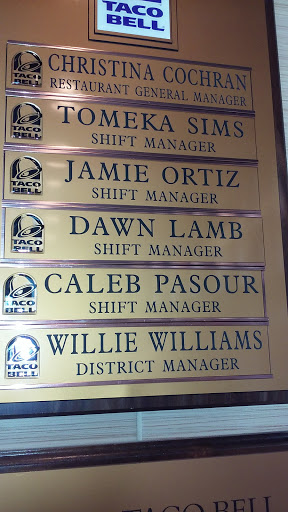 TACO
BELL
TACO
BELL
CHRISTINA COCHRAN
RESTAURANT GENERAL MANAGER
TACO
BELL
TOMEKA SIMS
SHIFT MANAGER
TACO
BELL
JAMIE ORTIZ
SHIFT MANAGER
TACO
BELL
DAWN LAMB
SHIFT MANAGER
TACO
BELL
CALEB PASOUR
SHIFT MANAGER
TACO
BELL
WILLIE WILLIAMS
DISTRICT MANAGER
TACO BELL